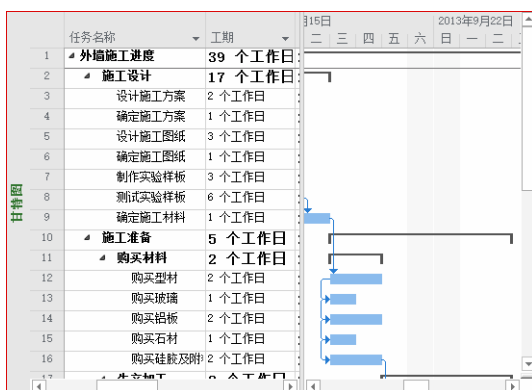 15日 2013年9月22日
任务名称 工期 二 三 四 五 六 日 一 二
1 外墙施工进度 39 个工作日
2 施工设计 17 个工作日
3 设计施工方案 2 个工作日
4 确定施工方案 1 个工作日
5 设计施工图纸 3 个工作日
6 确定施工图纸 1 个工作日
7 制作实验样板 3 个工作日
8 测试实验样板 6 个工作日
9 确定施工材料 1 个工作日
10 施工准备 5 个工作日
11 购买材料 2 个工作日
12 购买型材 2 个工作日
13 购买玻璃 1 个工作日
14 购买铝板 2 个工作日
15 购买石材 1 个工作日
16 购买硅胶及附 2 个工作日
甘特图